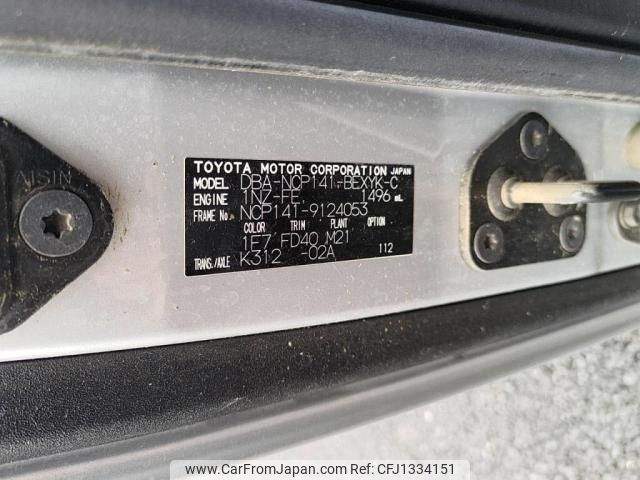 AISIN
TOYOTA MOTOR CORPORATION JAPAN
MODEL DBA-NCP141-BEXYK-C
ENGINE 1NZ-FE 1496 mL
FRAME No. NCP141-9124053
COLOR TRIM PLANT OPTION
1E7 FD40 M21
TRANS./AXLE K312 -02A 112
www.CarFromJapan.com - CFJ1334151